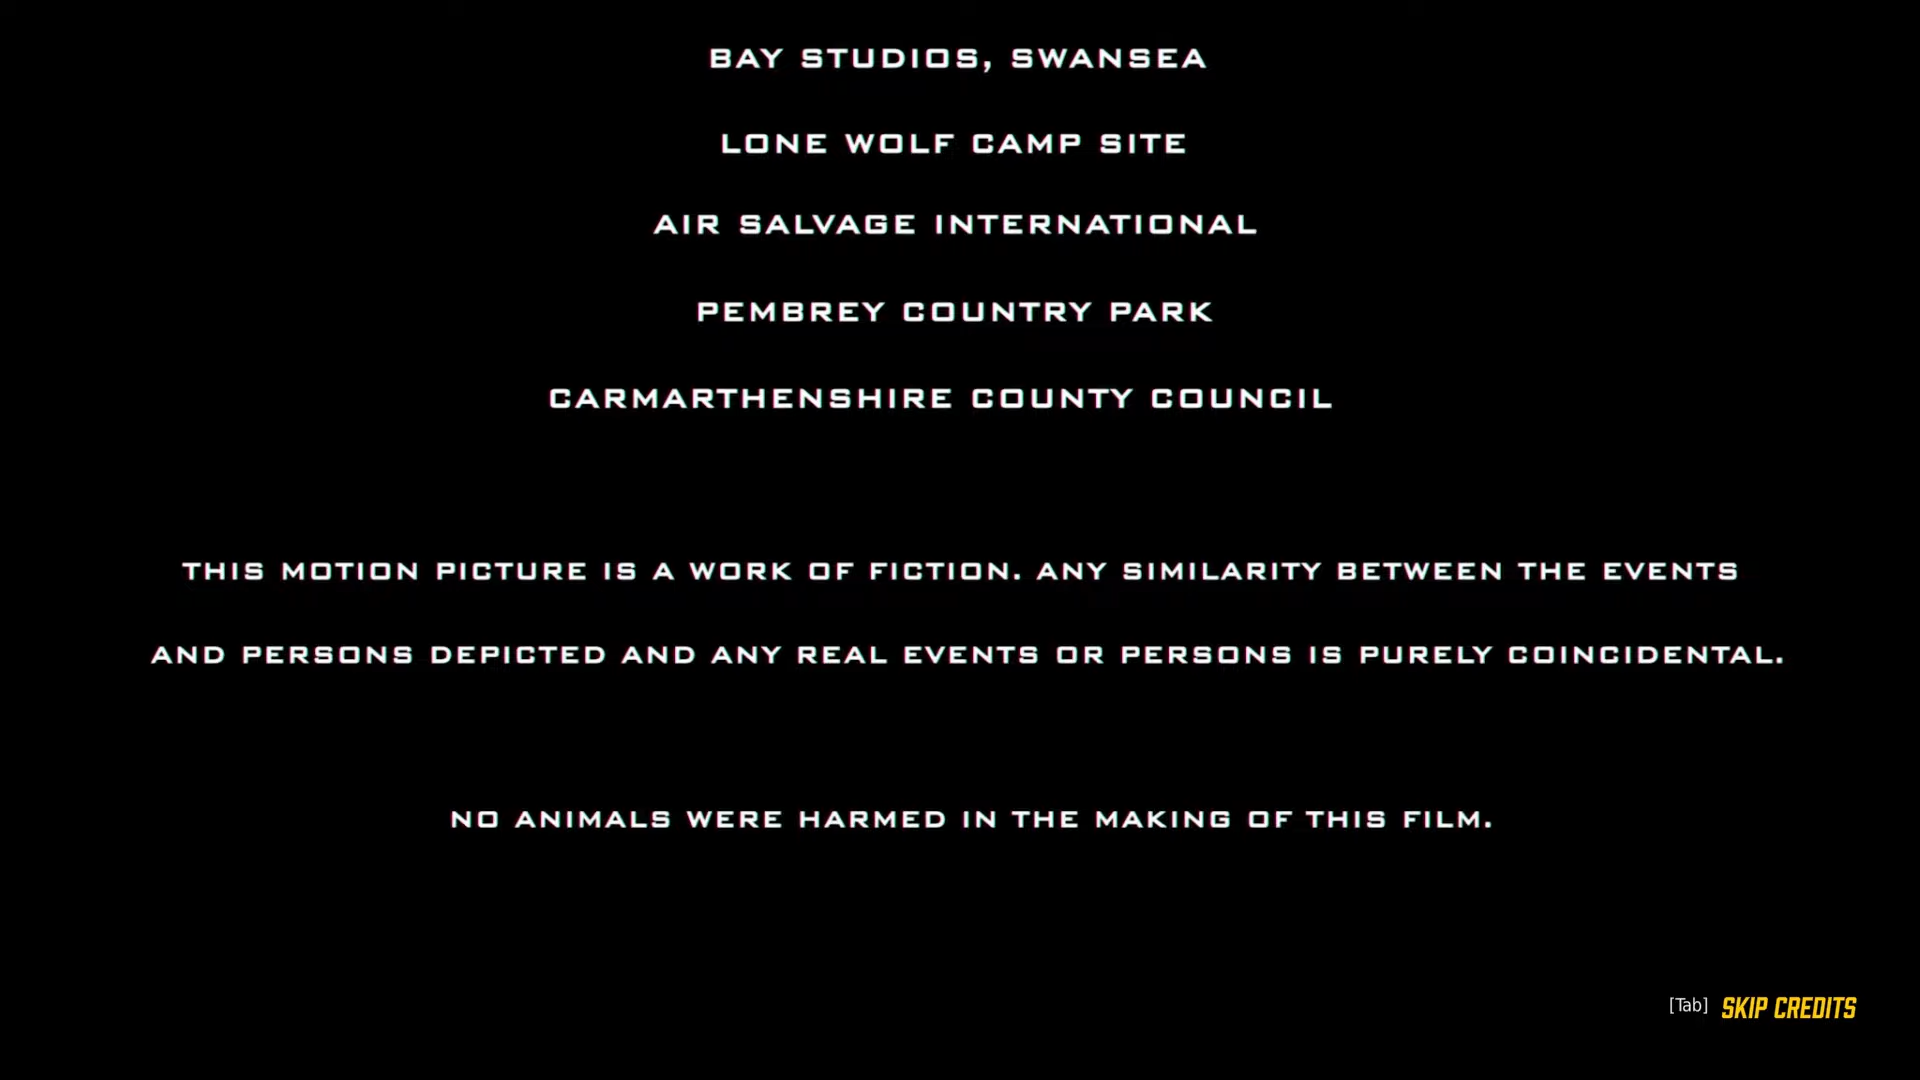 BAY STUDIOS, SWANSEA
LONE WOLF CAMP SITE
AIR SALVAGE INTERNATIONAL
PEMBREY COUNTRY PARK
CARMARTHENSHIRE COUNTY COUNCIL
THIS MOTION PICTURE IS A WORK OF FICTION. ANY SIMILARITY BETWEEN THE EVENTS
AND PERSONS DEPICTED AND ANY REAL EVENTS OR PERSONS IS PURELY COINCIDENTAL.
NO ANIMALS WERE HARMED IN THE MAKING OF THIS FILM.
[Tab] SKIP CREDITS